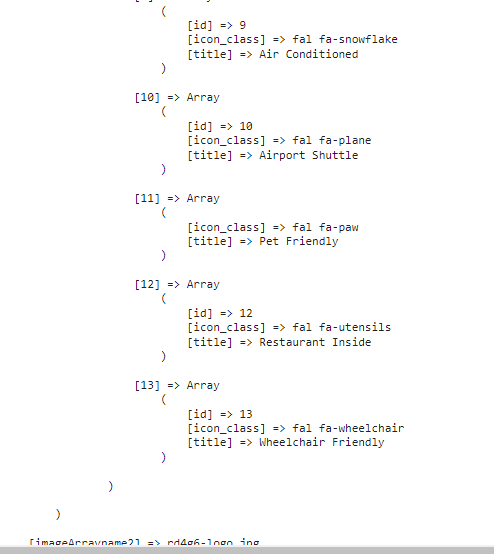 (
[id] => 9
[icon_class] => fal fa-snowflake
[title] => Air Conditioned
)
[10] => Array
(
[id] => 10
[icon_class] => fal fa-plane
[title] => Airport Shuttle
)
[11] => Array
(
[icon_class] => fal fa-paw
[title] => Pet Friendly
)
[12] => Array
(
[id] => 12
[icon_class] => fal fa-utensils
[title] => Restaurant Inside
)
[13] => Array
(
[id] => 13
[icon_class] => fal fa-wheelchair
[title] => Wheelchair Friendly
)
)
)
[imageArrayname2] => rd4g6-logo.jpg